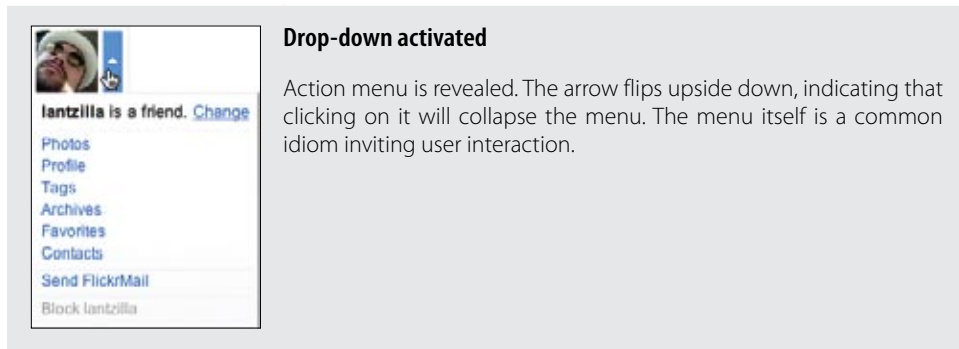 lantzilla is a friend. Change
Photos
Profile
Tags
Archives
Favorites
Contacts
Send FlickrMail
Block lantzilla
Drop-down activated
Action menu is revealed. The arrow flips upside down, indicating that
clicking on it will collapse the menu. The menu itself is a common
idiom inviting user interaction.